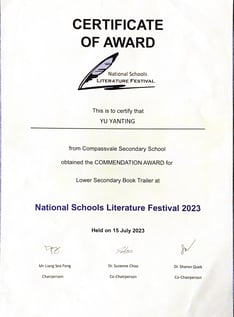 CERTIFICATE
OF AWARD
National Schools
LITERATURE FESTIVAL
This is to certify that
YU YANTING
from Compassvale Secondary School
obtained the COMMENDATION AWARD for
Lower Secondary Book Trailer at
National Schools Literature Festival 2023
Held on 15 July 2023
Mr Liang See Fong
Dr. Suzanne Choo
Dr. Sharon Quek
Chairperson
Co-Chairperson
Co-Chairperson